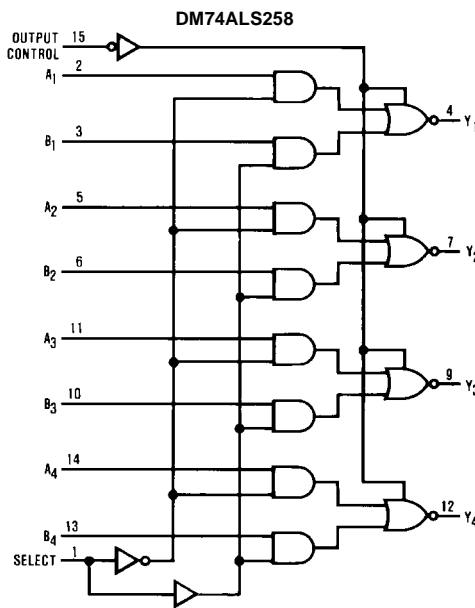 DM74ALS258
OUTPUT CONTROL 15
A1 2
4 Y1
B1 3
A2 5
7 Y2
B2 6
A3 11
9 Y3
B3 10
A4 14
12 Y4
B4 13
SELECT 1